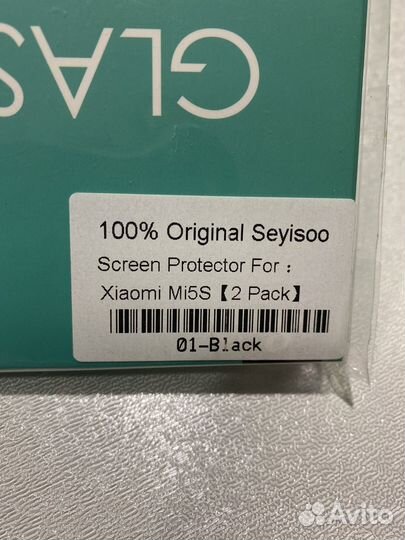 GLAS
100% Original Seyisoo
Screen Protector For :
Xiaomi Mi5S【2 Pack】
01-Black
Avito